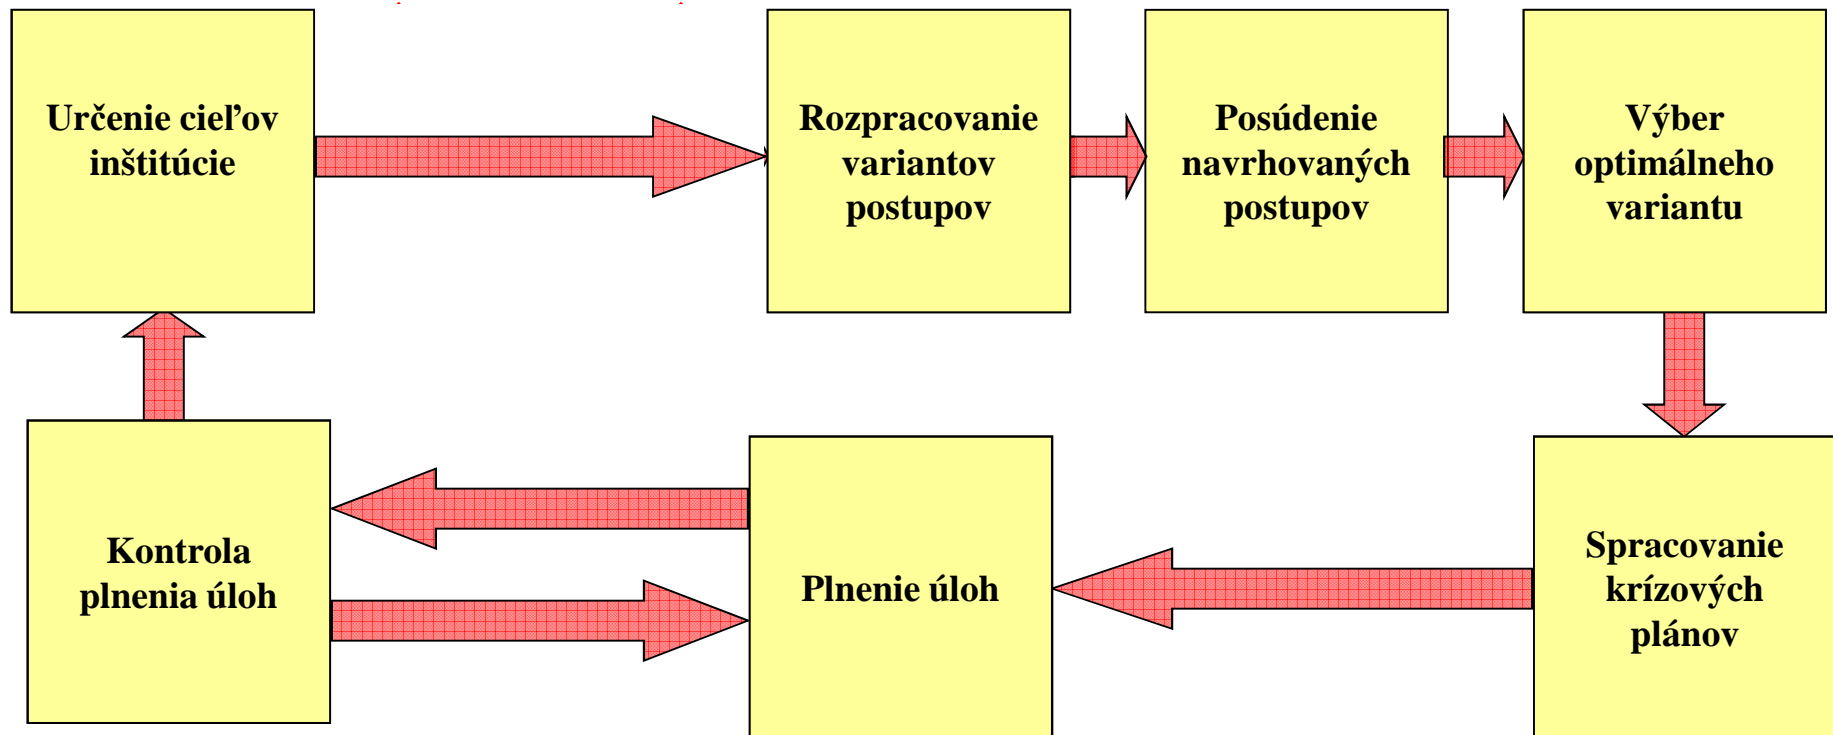 Určenie cieľov
inštitúcie
Rozpracovanie
variantov
postupov
Posúdenie
navrhovaných
postupov
Výber
optimálneho
variantu
Kontrola
plnenia úloh
Plnenie úloh
Spracovanie
krízových
plánov